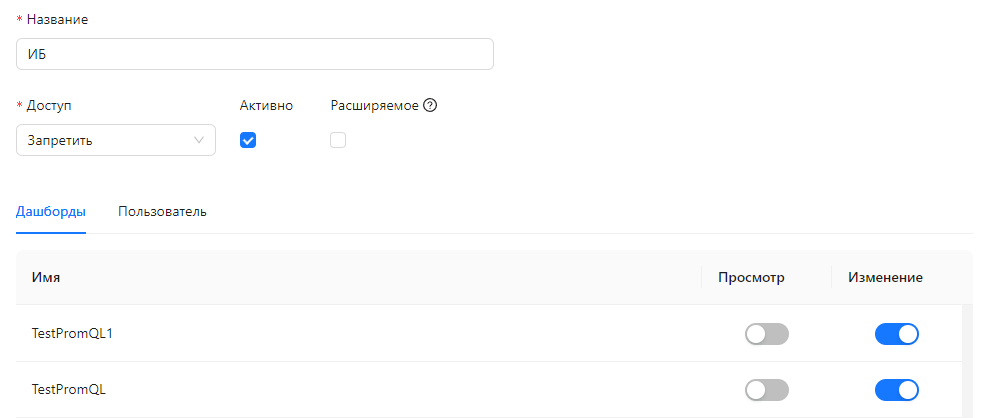 * Название
ИБ
* Доступ Активно Расширяемое
Запретить
Дашборды Пользователь
Имя Просмотр Изменение
TestPromQL1
TestPromQL